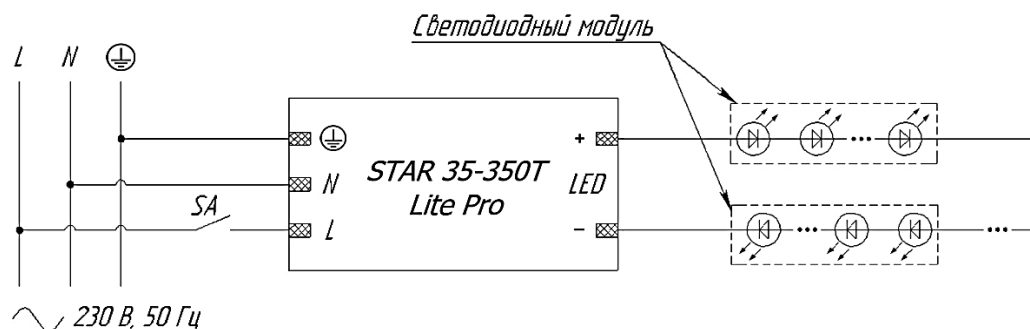 Светодиодный модуль
L N
STAR 35-350T
Lite Pro
+
LED
−
N
L
SA
230 В, 50 Гц